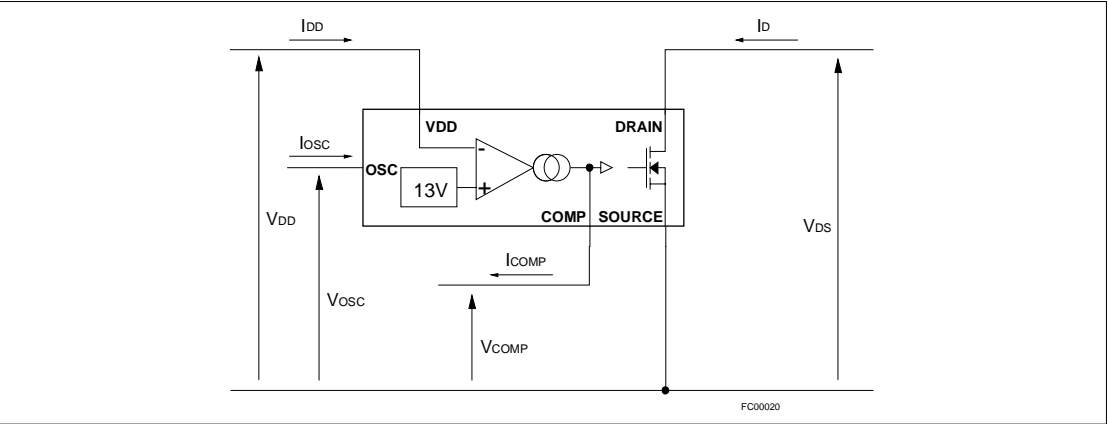 IDD
ID
VDD
DRAIN
IOSC
OSC
-
13V
+
COMP SOURCE
VDD
VDS
ICOMP
VOSC
VCOMP
FC00020